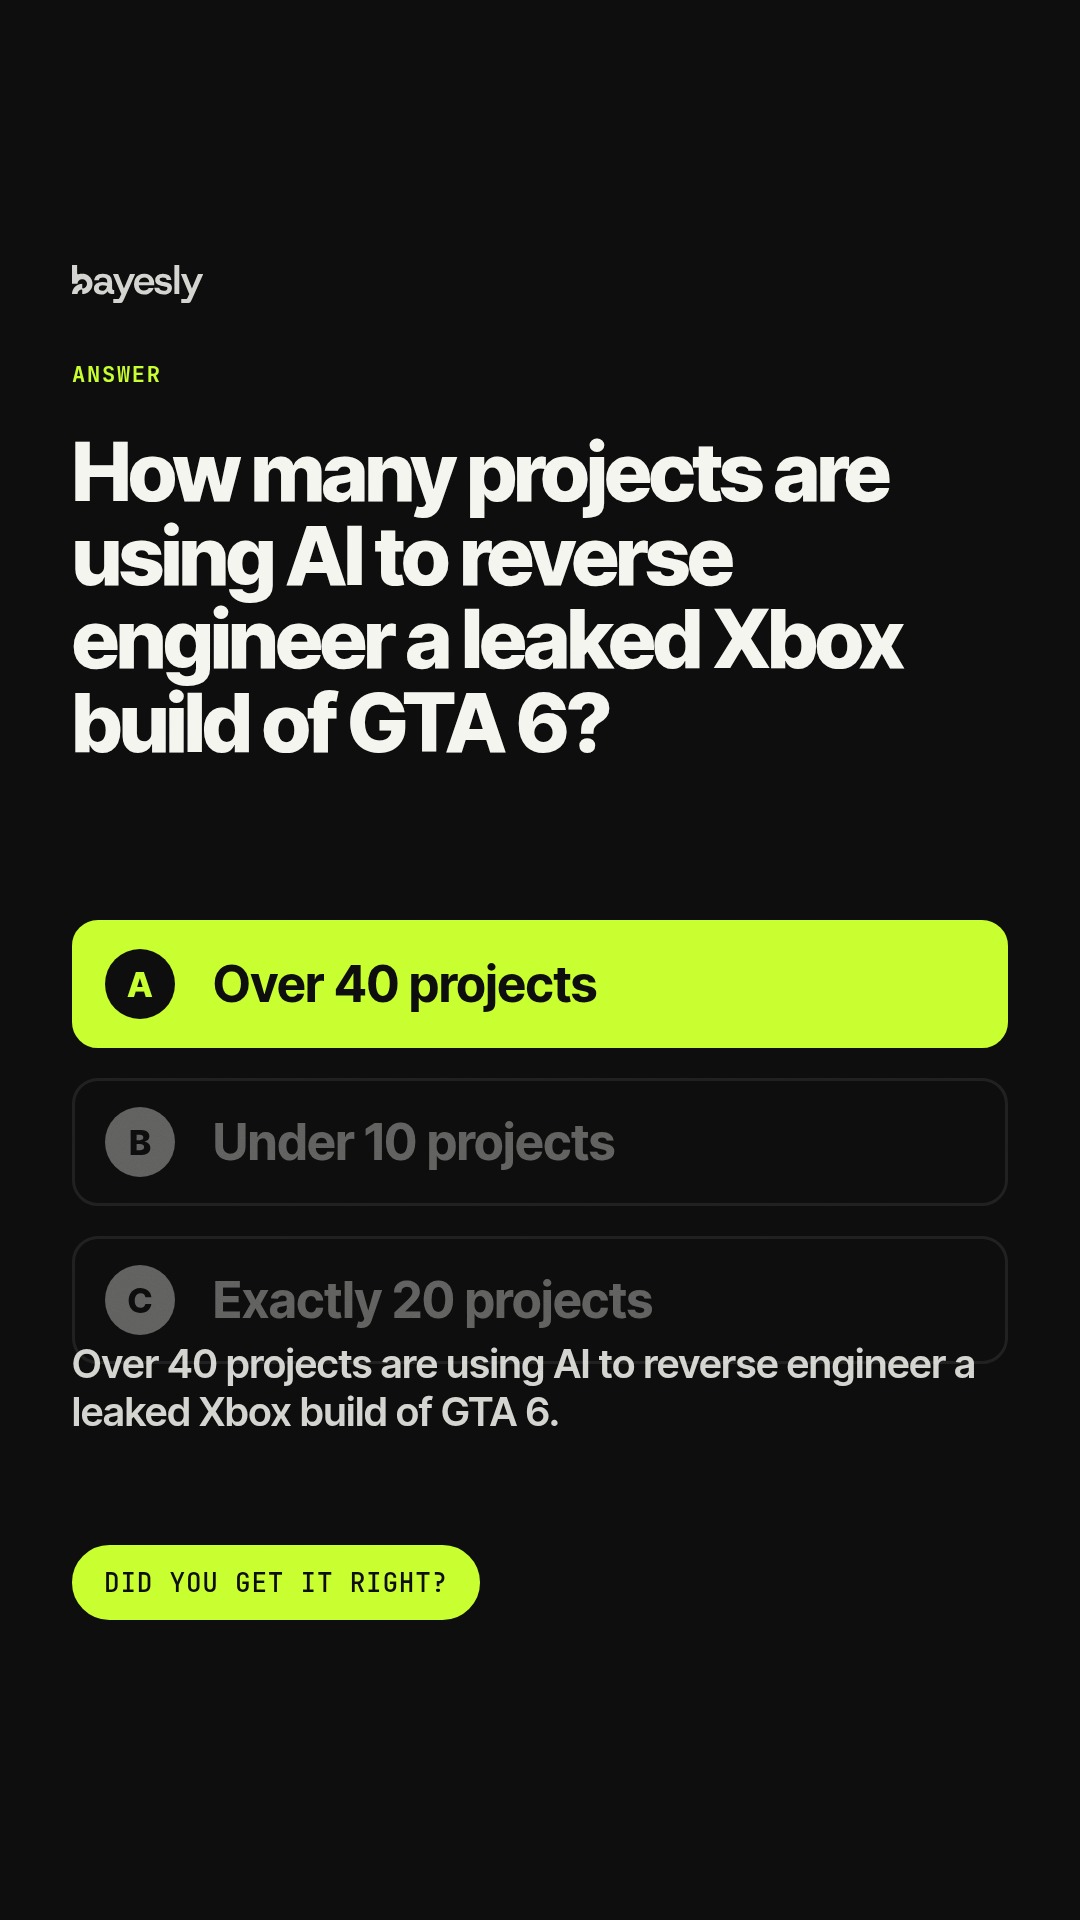 bayesly
ANSWER
How many projects are
using AI to reverse
engineer a leaked Xbox
build of GTA 6?
A Over 40 projects
B Under 10 projects
C Exactly 20 projects
Over 40 projects are using AI to reverse engineer a
leaked Xbox build of GTA 6.
DID YOU GET IT RIGHT?